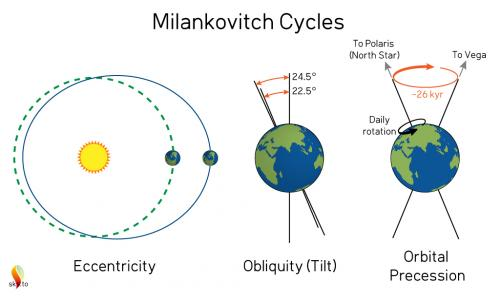 Milankovitch Cycles
To Polaris
(North Star)
To Vega
24.5°
22.5°
~26 kyr
Daily
rotation
Eccentricity
Obliquity (Tilt)
Orbital
Precession